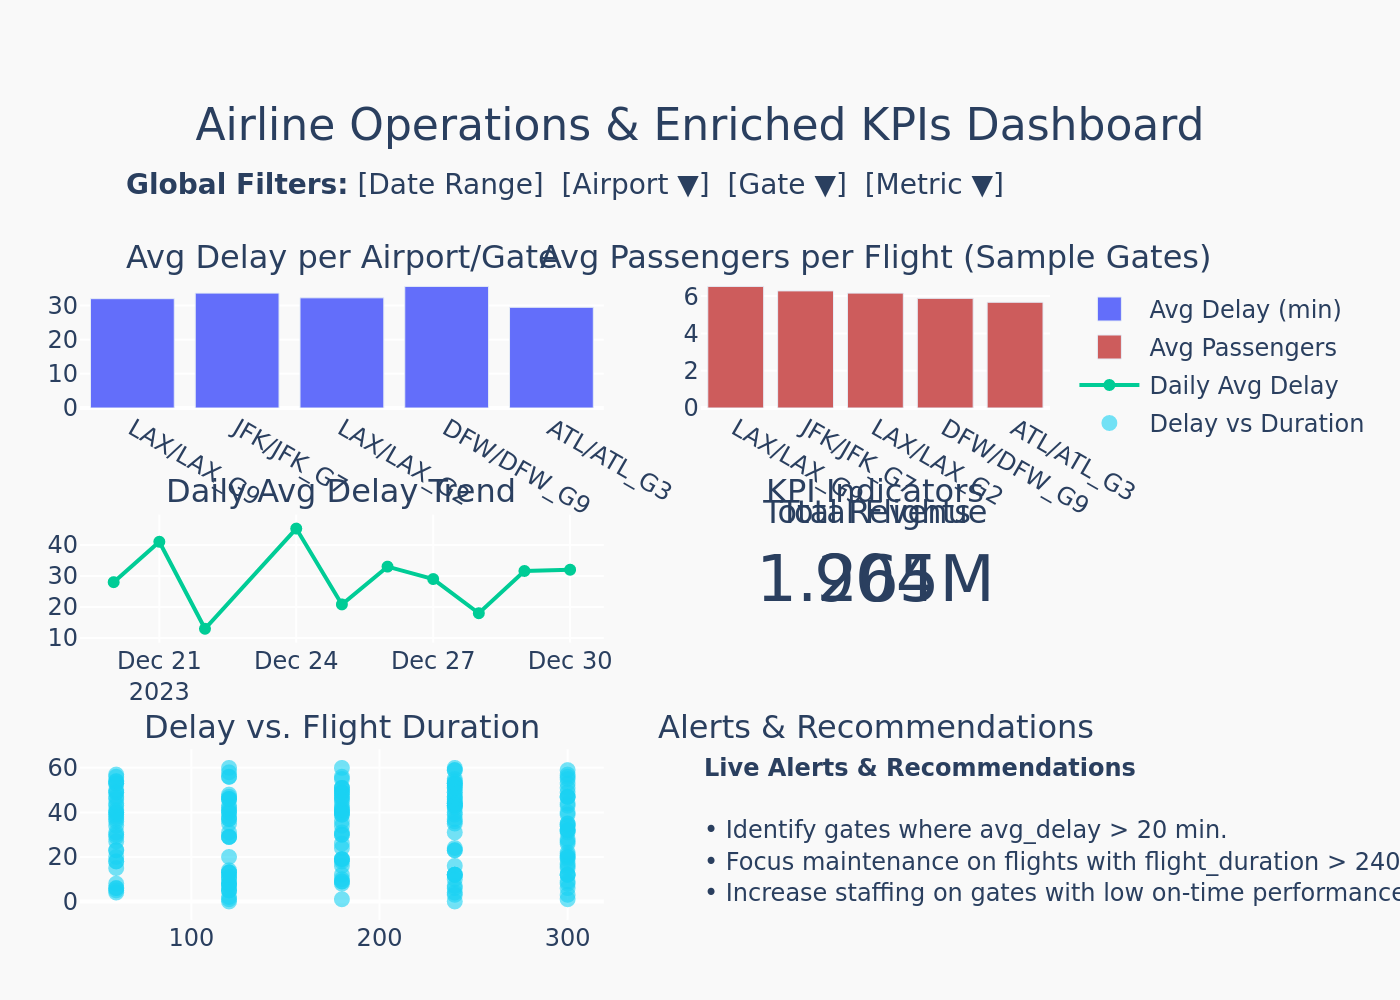 Airline Operations & Enriched KPIs Dashboard
Global Filters: [Date Range] [Airport ▼] [Gate ▼] [Metric ▼]
Avg Delay per Airport/Gate
Avg Passengers per Flight (Sample Gates)
30
20
10
0
LAX/LAX_G9
JFK/JFK_G7
LAX/LAX_G2
DFW/DFW_G9
ATL/ATL_G3
6
4
2
0
LAX/LAX_G9
JFK/JFK_G7
LAX/LAX_G2
DFW/DFW_G9
ATL/ATL_G3
Avg Delay (min)
Avg Passengers
Daily Avg Delay
Delay vs Duration
Daily Avg Delay Trend
40
30
20
10
Dec 21
2023
Dec 24
Dec 27
Dec 30
KPI Indicators
Total Flights
Total Revenue
Delay vs. Flight Duration
60
40
20
0
100
200
300
Alerts & Recommendations
Live Alerts & Recommendations
• Identify gates where avg_delay > 20 min.
• Focus maintenance on flights with flight_duration > 240
• Increase staffing on gates with low on-time performance